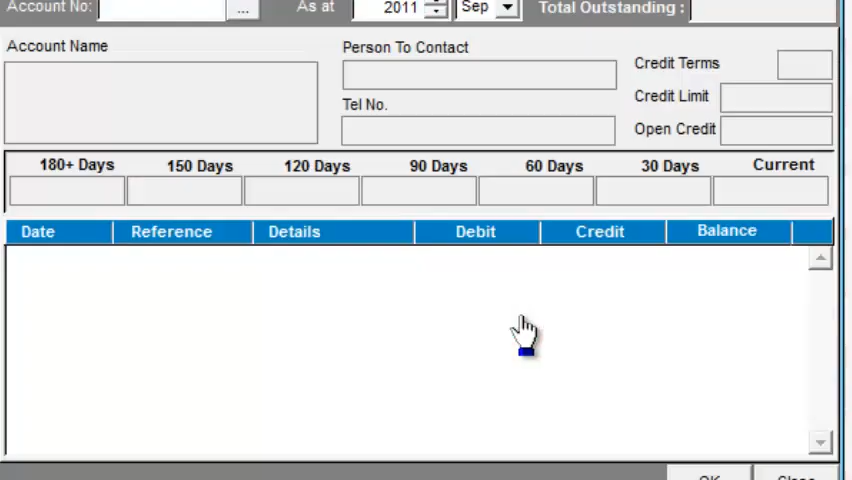 Account No: ... As at 2011 Sep Total Outstanding :
Account Name
Person To Contact
Credit Terms
Tel No.
Credit Limit
Open Credit
180+ Days 150 Days 120 Days 90 Days 60 Days 30 Days Current
Date Reference Details Debit Credit Balance
OK Close